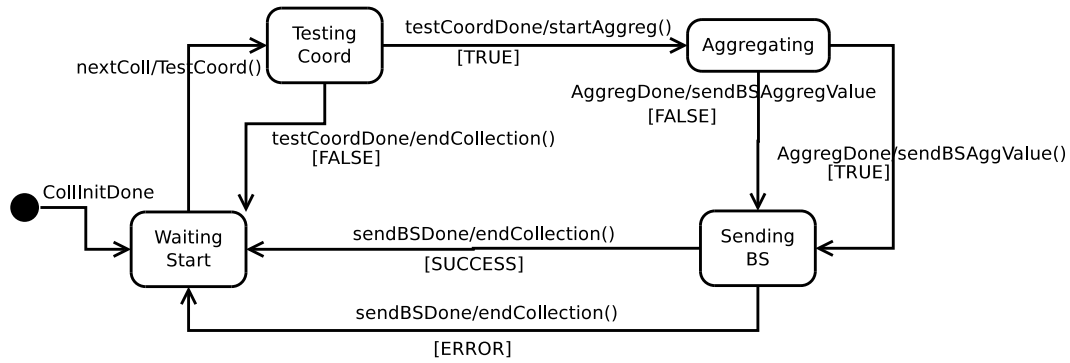 testCoordDone/startAggreg()
Testing
Coord
Aggregating
[TRUE]
nextColl/TestCoord()
AggregDone/sendBSAggregValue
[FALSE]
testCoordDone/endCollection()
[FALSE]
AggregDone/sendBSAggValue()
[TRUE]
CollInitDone
Waiting
Start
sendBSDone/endCollection()
[SUCCESS]
Sending
BS
sendBSDone/endCollection()
[ERROR]